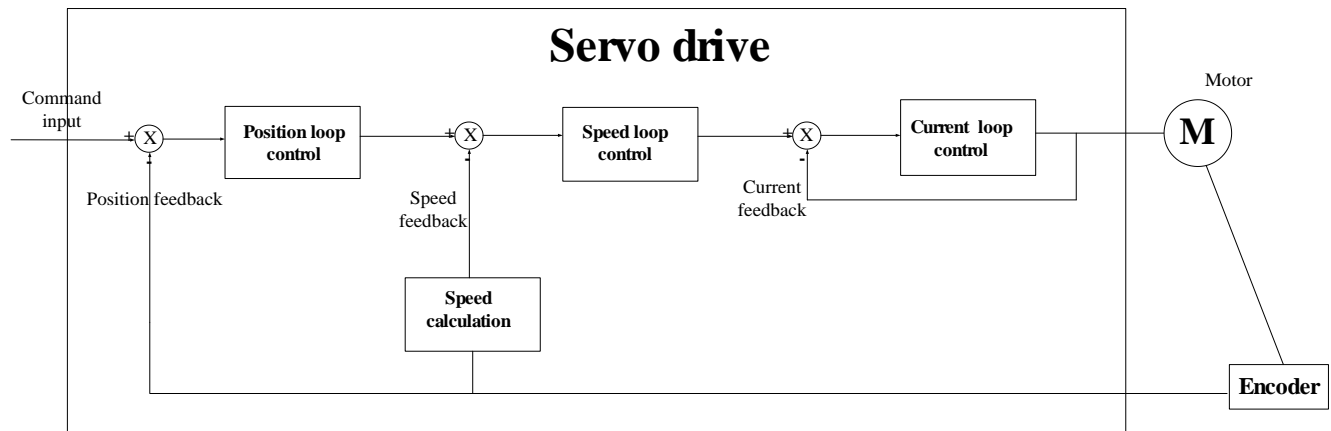 Servo drive
Motor
Command
input
+
X
-
Position loop
control
+
X
-
Speed loop
control
+
X
-
Current loop
control
M
Position feedback
Speed
feedback
Current
feedback
Speed
calculation
Encoder